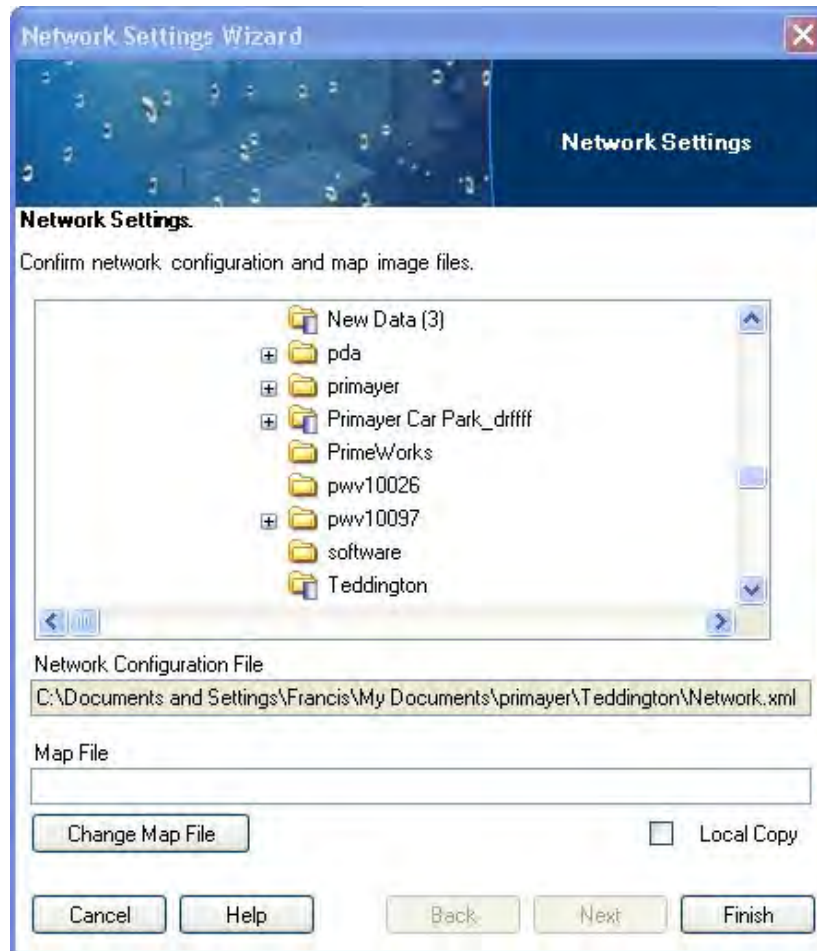 Network Settings Wizard
Network Settings
Network Settings.
Confirm network configuration and map image files.
New Data (3)
pda
primayer
Primayer Car Park_drffff
PrimeWorks
pwv10026
pwv10097
software
Teddington
Network Configuration File
C:\Documents and Settings\Francis\My Documents\primayer\Teddington\Network.xml
Map File
Change Map File
Local Copy
Cancel
Help
Back
Next
Finish